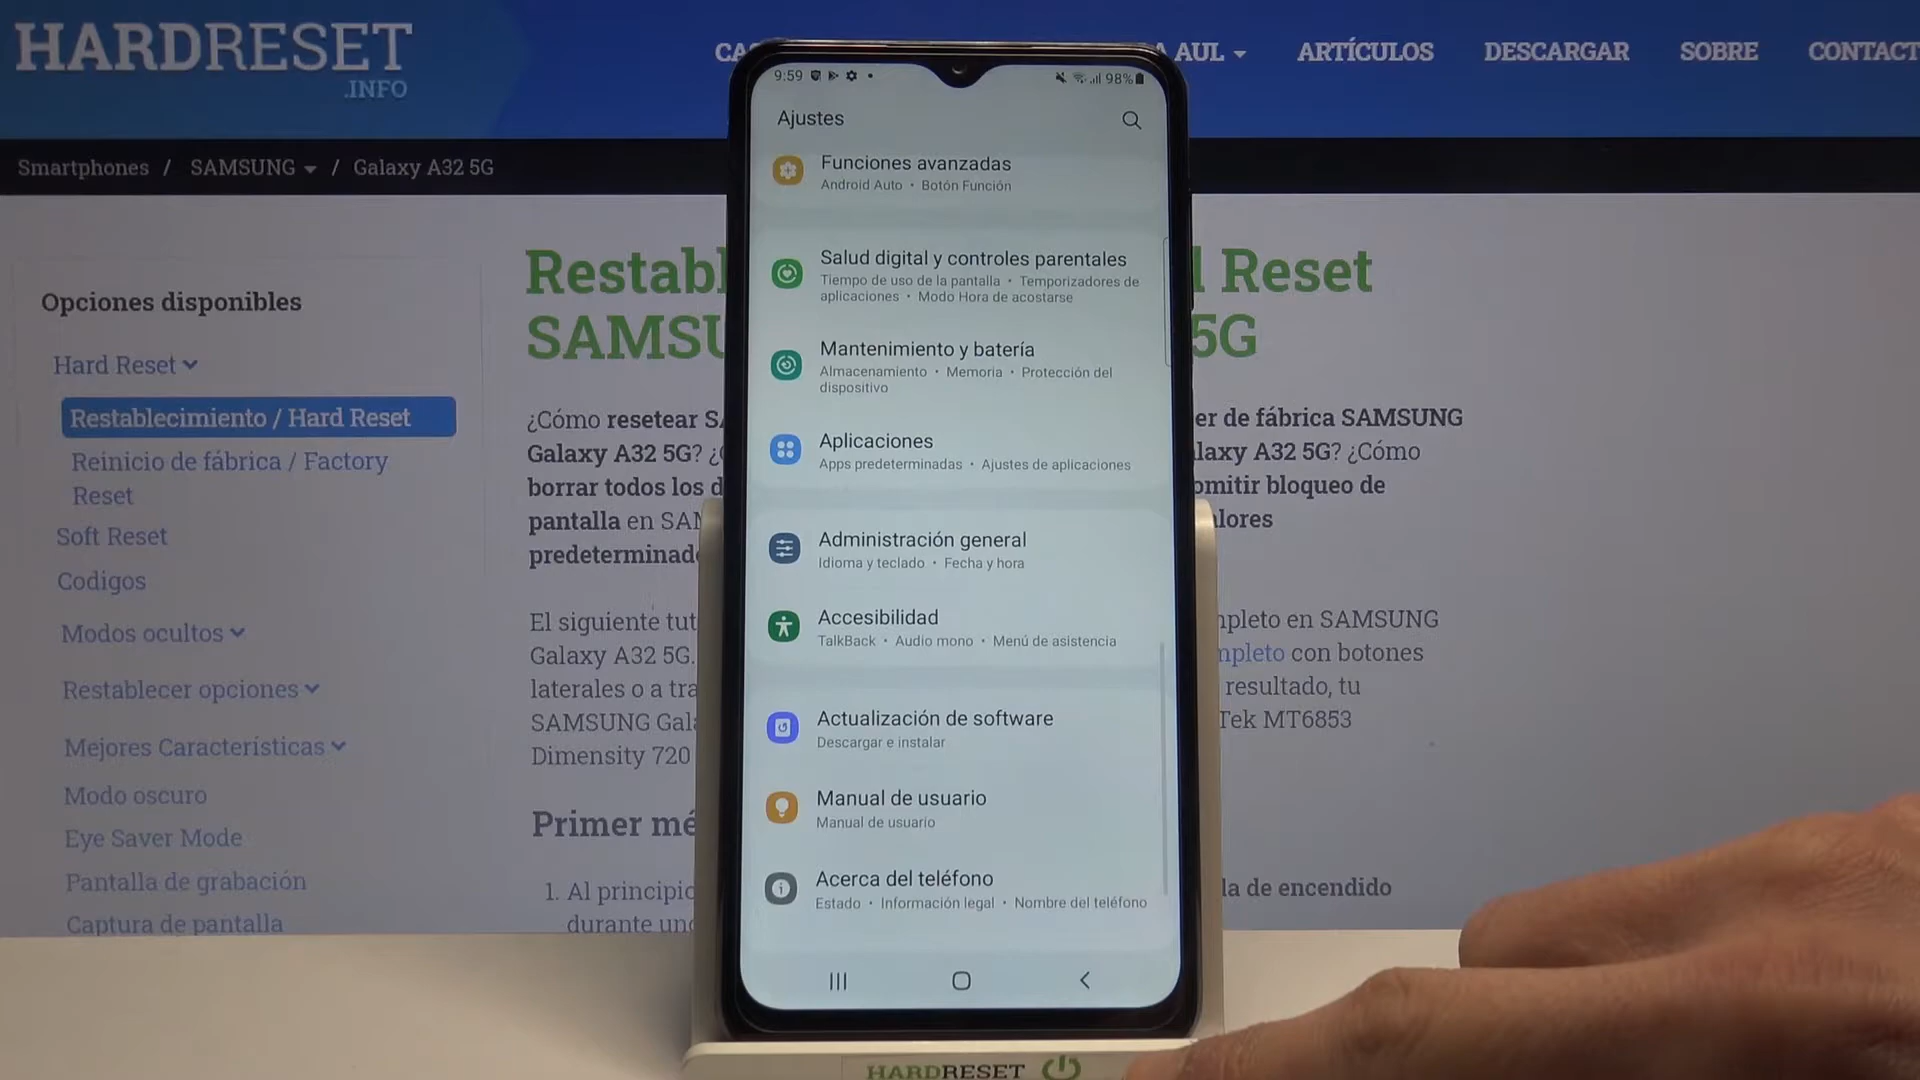 HARDRESET
.INFO
CA
A AUL
ARTÍCULOS
DESCARGAR
SOBRE
CONTACT
Smartphones / SAMSUNG / Galaxy A32 5G
Opciones disponibles
Hard Reset
Restablecimiento / Hard Reset
Reinicio de fábrica / Factory
Reset
Soft Reset
Codigos
Modos ocultos
Restablecer opciones
Mejores Características
Modo oscuro
Eye Saver Mode
Pantalla de grabación
Captura de pantalla
Restabl
d Reset
SAMSU
5G
¿Cómo resetear SA
er de fábrica SAMSUNG
Galaxy A32 5G? ¿C
laxy A32 5G? ¿Cómo
borrar todos los d
omitir bloqueo de
pantalla en SAM
alores
predeterminado
El siguiente tut
mpleto en SAMSUNG
Galaxy A32 5G.
mpleto con botones
laterales o a tra
resultado, tu
SAMSUNG Gala
Tek MT6853
Dimensity 720
Primer mé
1. Al principio
la de encendido
durante uno
9:59
98%
Ajustes
Funciones avanzadas
Android Auto • Botón Función
Salud digital y controles parentales
Tiempo de uso de la pantalla • Temporizadores de
aplicaciones • Modo Hora de acostarse
Mantenimiento y batería
Almacenamiento • Memoria • Protección del
dispositivo
Aplicaciones
Apps predeterminadas • Ajustes de aplicaciones
Administración general
Idioma y teclado • Fecha y hora
Accesibilidad
TalkBack • Audio mono • Menú de asistencia
Actualización de software
Descargar e instalar
Manual de usuario
Manual de usuario
Acerca del teléfono
Estado • Información legal • Nombre del teléfono
HARDRESET